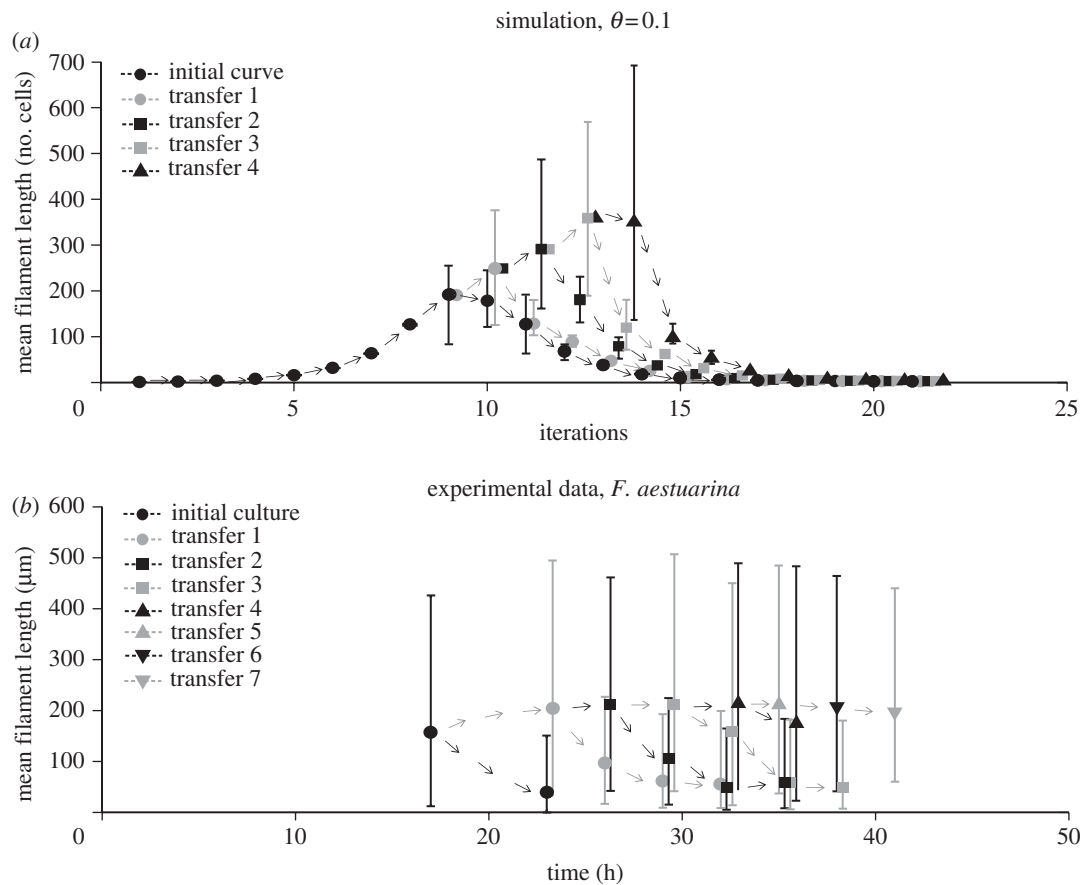 simulation, θ=0.1
(a)
mean filament length (no. cells)
700
600
500
400
300
200
100
0
initial curve
transfer 1
transfer 2
transfer 3
transfer 4
5
10
15
20
25
iterations
experimental data, F. aestuarina
(b)
mean filament length (µm)
600
500
400
300
200
100
0
initial culture
transfer 1
transfer 2
transfer 3
transfer 4
transfer 5
transfer 6
transfer 7
10
20
30
40
50
time (h)